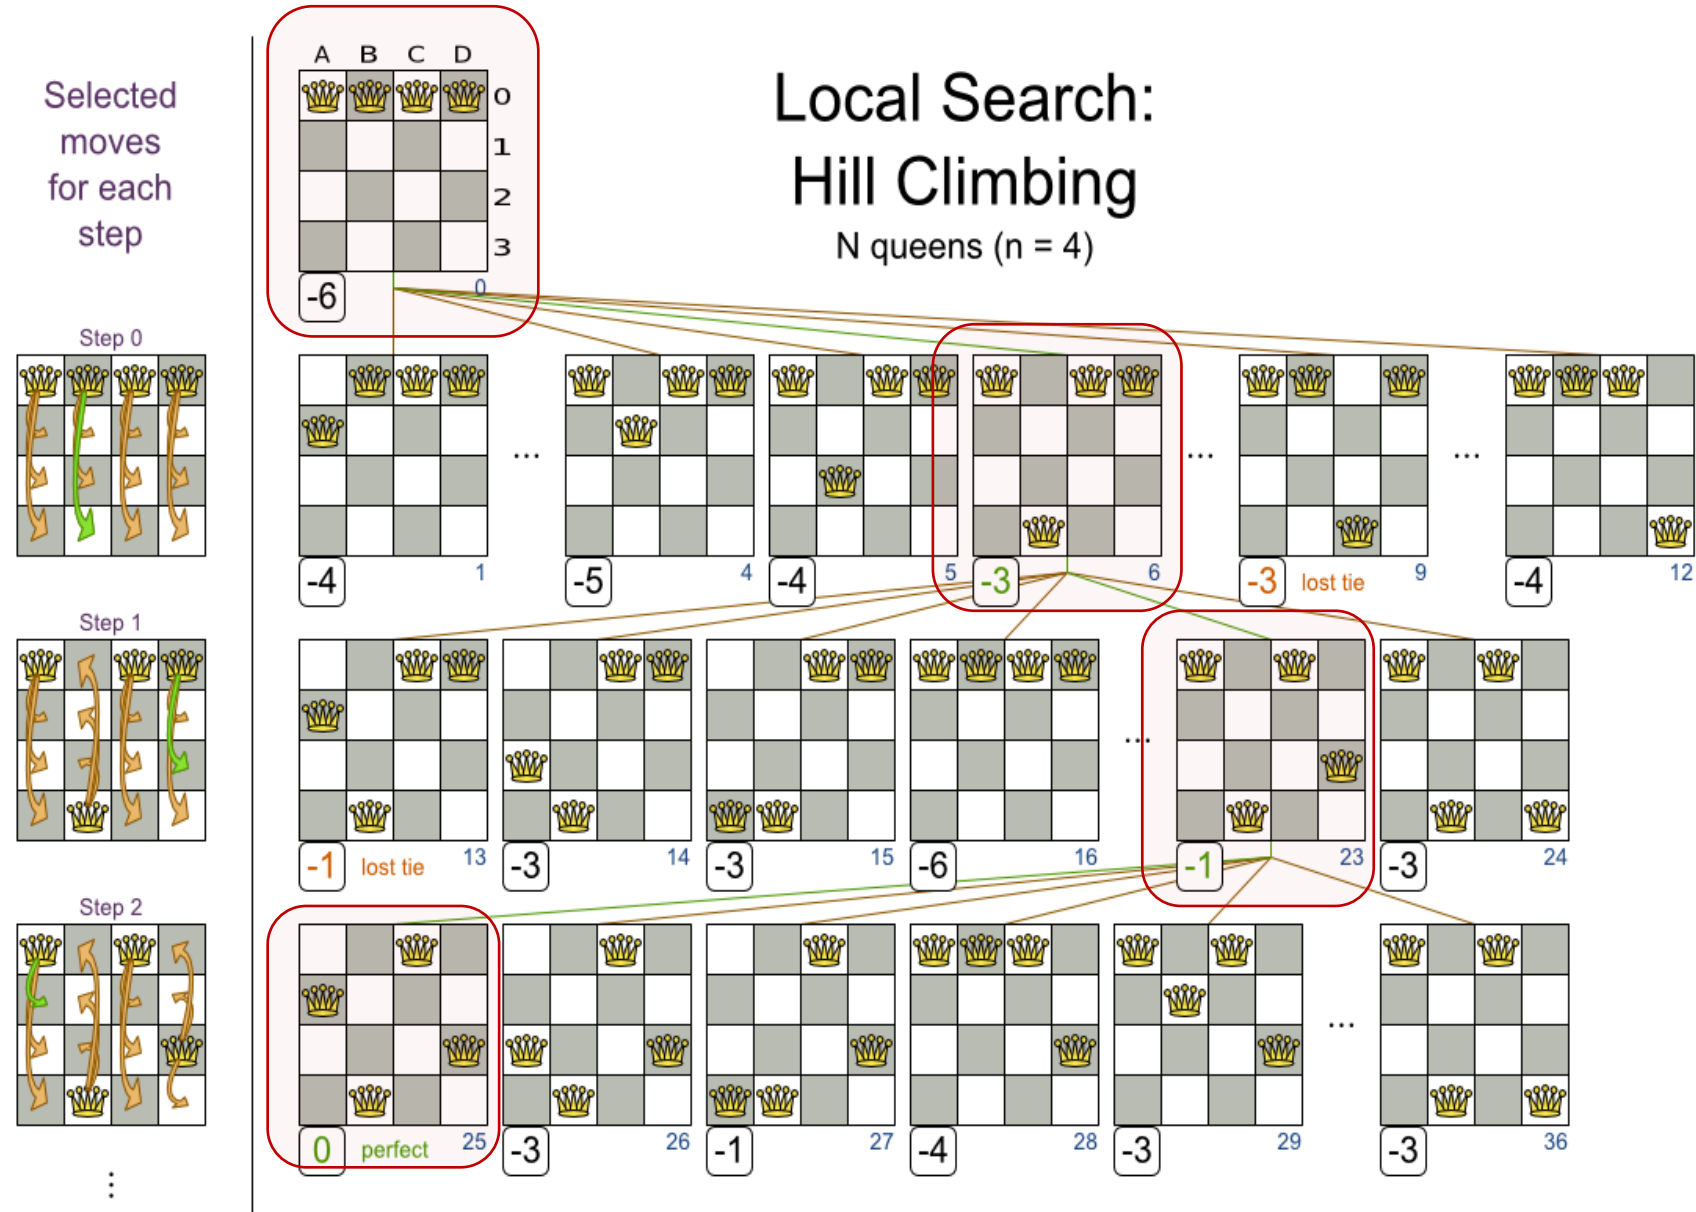 Selected
moves
for each
step
A B C D
0
1
2
3
-6 0
Local Search:
Hill Climbing
N queens (n = 4)
Step 0
-4 1
...
-5 4
-4 5
-3 6
...
-3 lost tie 9
...
-4 12
Step 1
-1 lost tie 13
-3 14
-3 15
-6 16
...
-1 23
-3 24
Step 2
0 perfect 25
-3 26
-1 27
-4 28
-3 29
...
-3 36
⋮